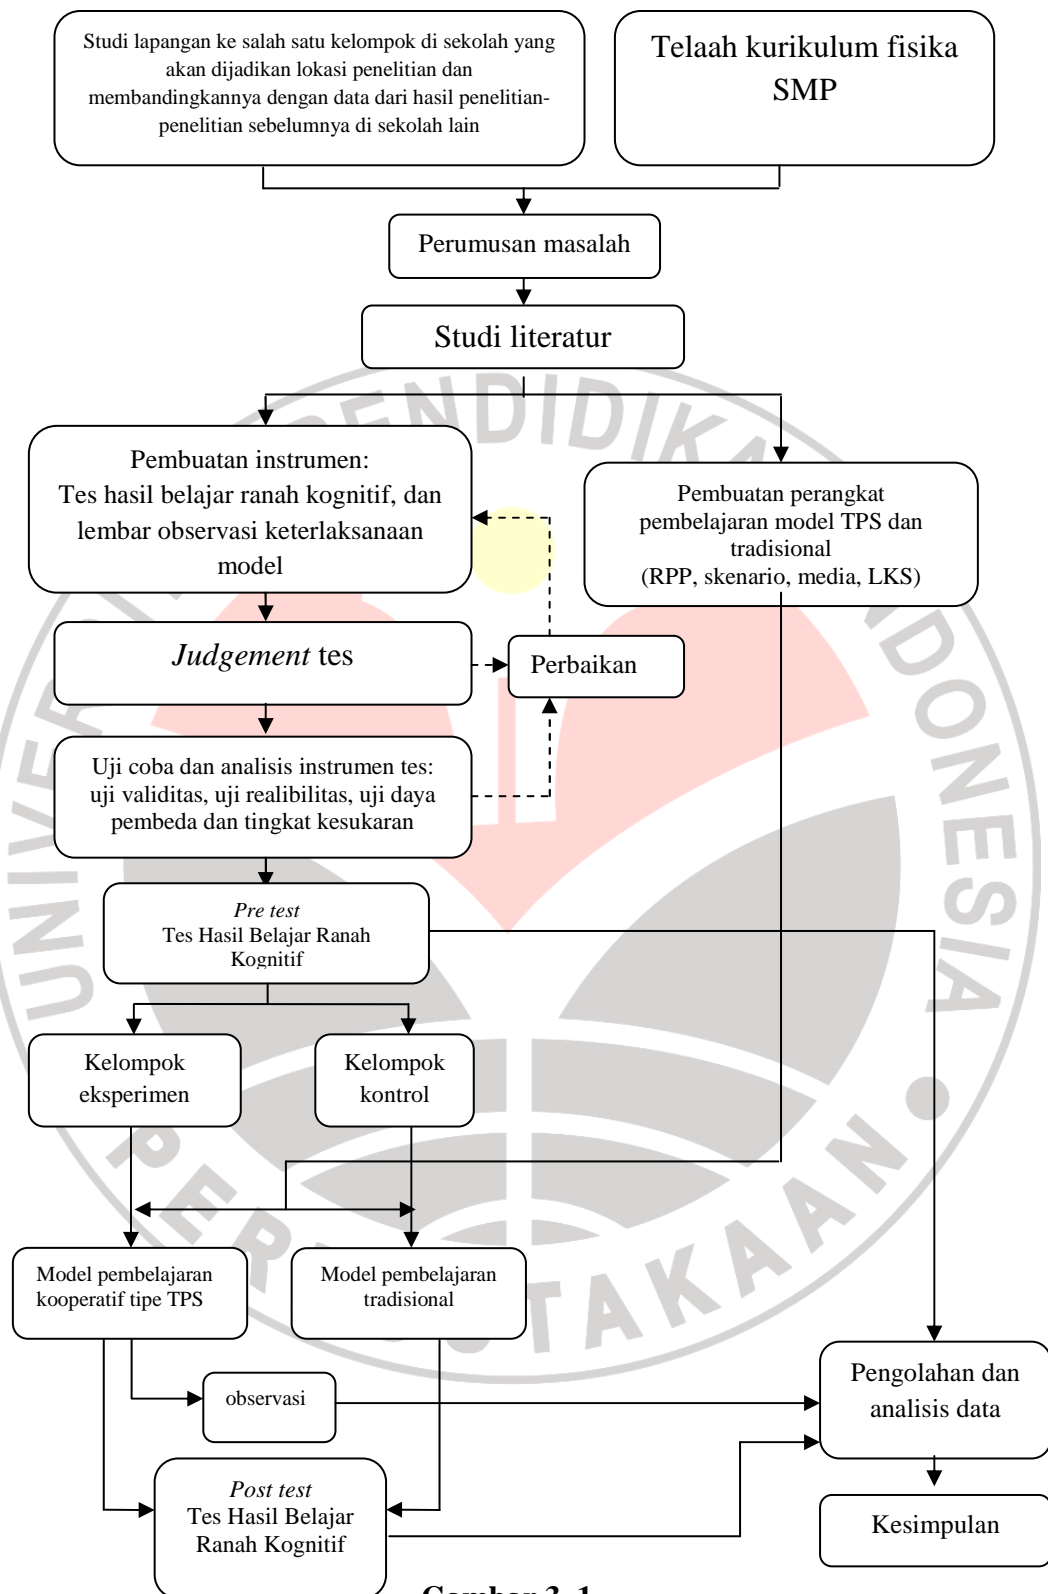 Studi lapangan ke salah satu kelompok di sekolah yang
akan dijadikan lokasi penelitian dan
membandingkannya dengan data dari hasil penelitian-
penelitian sebelumnya di sekolah lain
Telaah kurikulum fisika
SMP
Perumusan masalah
Studi literatur
Pembuatan instrumen:
Tes hasil belajar ranah kognitif, dan
lembar observasi keterlaksanaan
model
Pembuatan perangkat
pembelajaran model TPS dan
tradisional
(RPP, skenario, media, LKS)
Judgement tes
Perbaikan
Uji coba dan analisis instrumen tes:
uji validitas, uji realibilitas, uji daya
pembeda dan tingkat kesukaran
Pre test
Tes Hasil Belajar Ranah
Kognitif
Kelompok
eksperimen
Kelompok
kontrol
Model pembelajaran
kooperatif tipe TPS
Model pembelajaran
tradisional
observasi
Pengolahan dan
analisis data
Post test
Tes Hasil Belajar
Ranah Kognitif
Kesimpulan
Gambar 3. 1